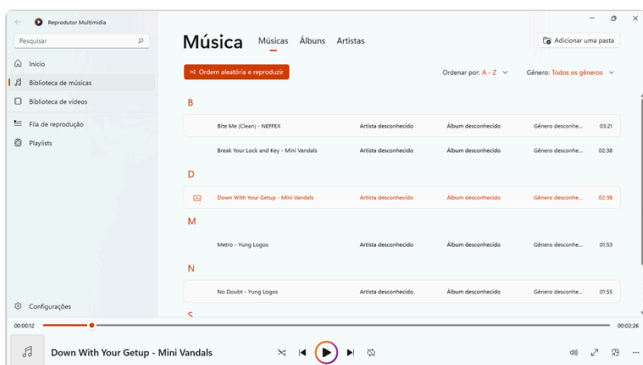 Reprodutor Multimídia
Pesquisar
Início
Biblioteca de músicas
Biblioteca de vídeos
Fila de reprodução
Playlists
Configurações
Música Músicas Álbuns Artistas
Adicionar uma pasta
Ordem aleatória e reproduzir
Ordenar por: A - Z
Gênero: Todos os gêneros
B
Bite Me (Clean) - NEFFEX Artista desconhecido Álbum desconhecido Gênero desconhe... 03:21
Break Your Lock and Key - Mini Vandals Artista desconhecido Álbum desconhecido Gênero desconhe... 02:38
D
Down With Your Getup - Mini Vandals Artista desconhecido Álbum desconhecido Gênero desconhe... 02:38
M
Metro - Yung Logos Artista desconhecido Álbum desconhecido Gênero desconhe... 01:53
N
No Doubt - Yung Logos Artista desconhecido Álbum desconhecido Gênero desconhe... 01:55
S
00:00:12
00:02:26
Down With Your Getup - Mini Vandals